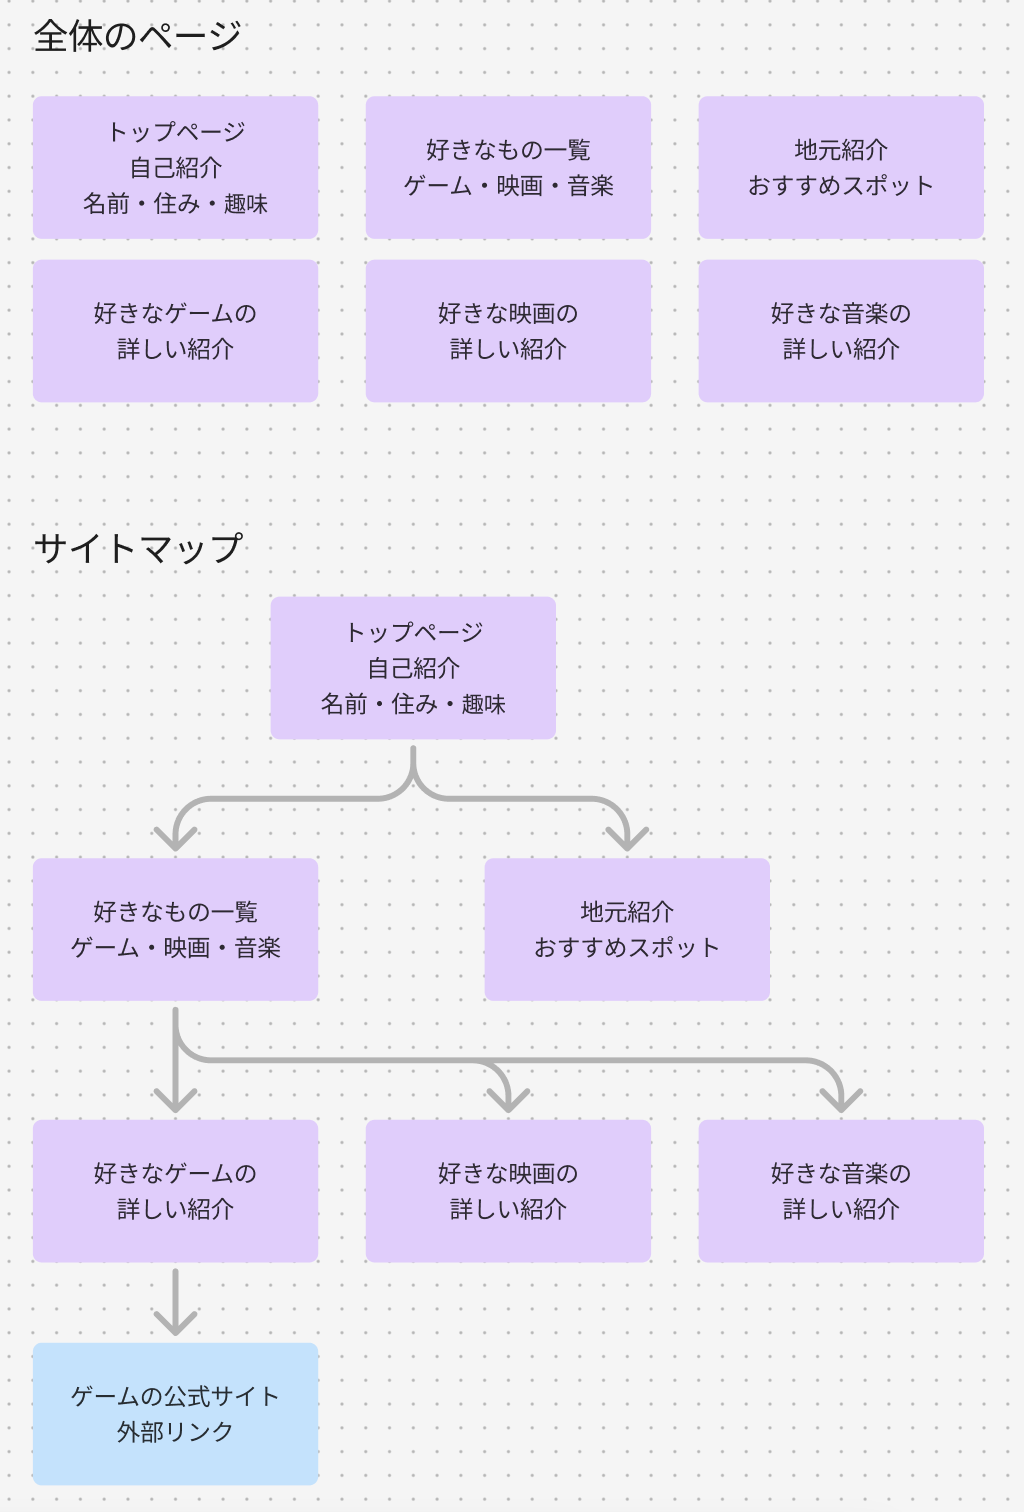 全体のページ
トップページ
自己紹介
名前・住み・趣味
好きなもの一覧
ゲーム・映画・音楽
地元紹介
おすすめスポット
好きなゲームの
詳しい紹介
好きな映画の
詳しい紹介
好きな音楽の
詳しい紹介
サイトマップ
トップページ
自己紹介
名前・住み・趣味
好きなもの一覧
ゲーム・映画・音楽
地元紹介
おすすめスポット
好きなゲームの
詳しい紹介
好きな映画の
詳しい紹介
好きな音楽の
詳しい紹介
ゲームの公式サイト
外部リンク